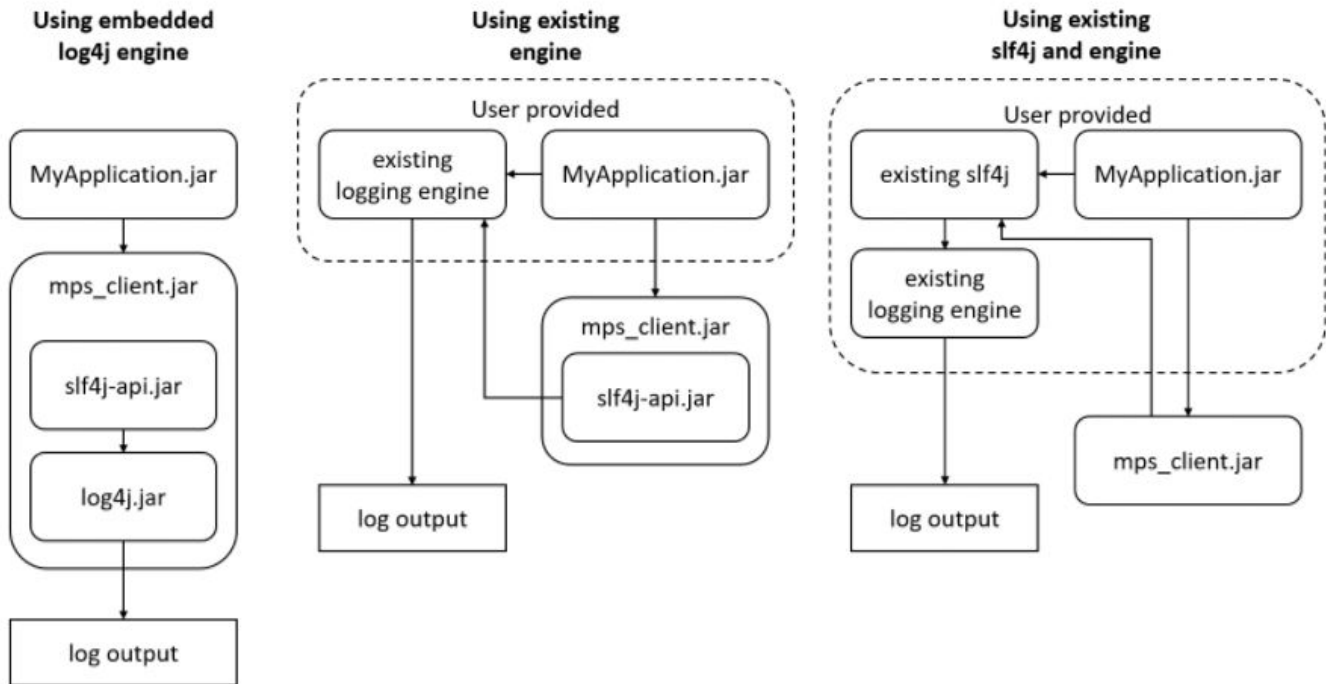 Using embedded
log4j engine
MyApplication.jar
mps_client.jar
slf4j-api.jar
log4j.jar
log output
Using existing
engine
User provided
existing
logging engine
MyApplication.jar
mps_client.jar
slf4j-api.jar
log output
Using existing
slf4j and engine
User provided
existing slf4j
MyApplication.jar
existing
logging engine
mps_client.jar
log output